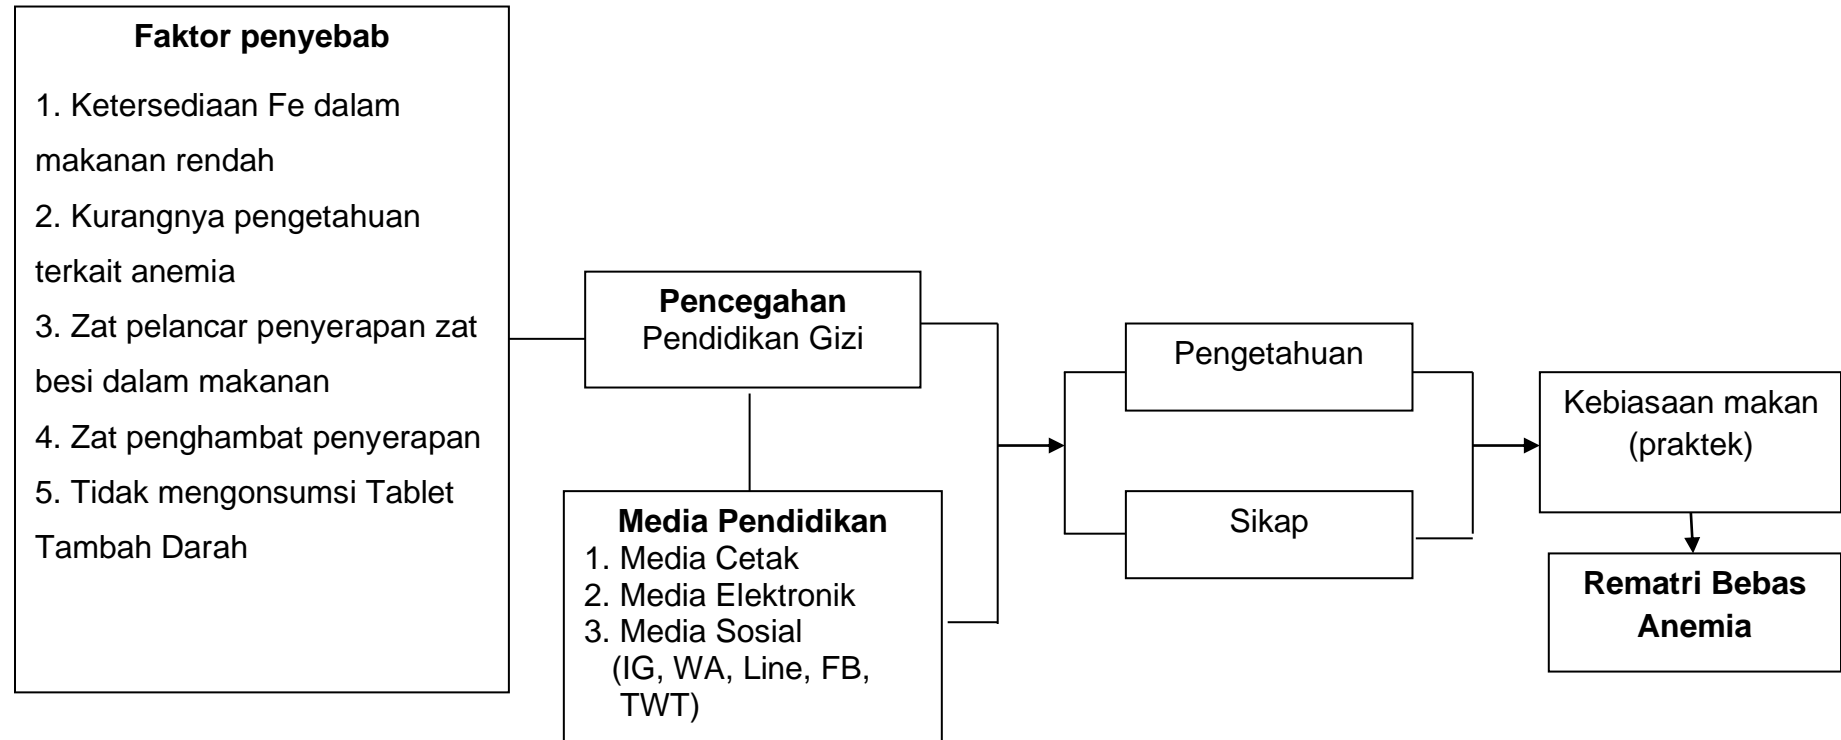 Faktor penyebab
1. Ketersediaan Fe dalam
makanan rendah
2. Kurangnya pengetahuan
terkait anemia
3. Zat pelancar penyerapan zat
besi dalam makanan
4. Zat penghambat penyerapan
5. Tidak mengonsumsi Tablet
Tambah Darah
Pencegahan
Pendidikan Gizi
Media Pendidikan
1. Media Cetak
2. Media Elektronik
3. Media Sosial
(IG, WA, Line, FB,
TWT)
Pengetahuan
Sikap
Kebiasaan makan
(praktek)
Rematri Bebas
Anemia